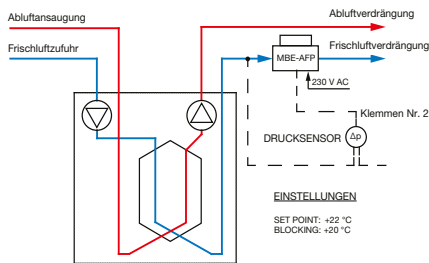 Abluftansaugung
Abluftverdrängung
Frischluftzufuhr
Frischluftverdrängung
MBE-AFP
230 V AC
Klemmen Nr. 2
DRUCKSENSOR
Δp
EINSTELLUNGEN
SET POINT: +22 °C
BLOCKING: +20 °C